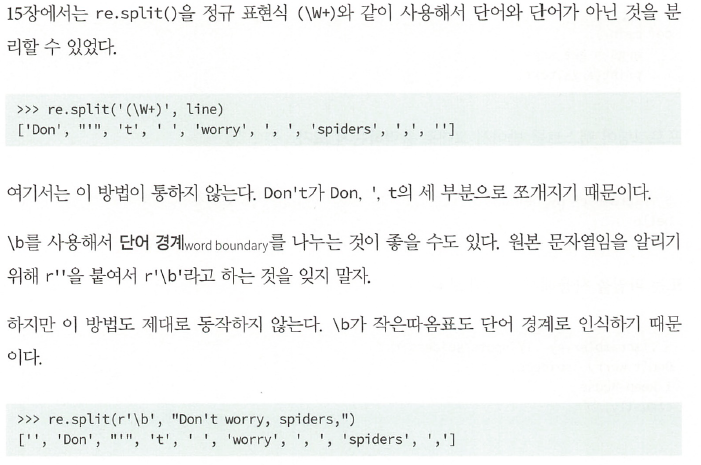 15장에서는 re.split()을 정규 표현식 (\W+)와 같이 사용해서 단어와 단어가 아닌 것을 분
리할 수 있었다.
>>> re.split('(\W+)', line)
['Don', "'", 't', ' ', 'worry', ', ', 'spiders', ',', '']
여기서는 이 방법이 통하지 않는다. Don't가 Don, ', t의 세 부분으로 쪼개지기 때문이다.
\b를 사용해서 단어 경계word boundary를 나누는 것이 좋을 수도 있다. 원본 문자열임을 알리기
위해 r''을 붙여서 r'\b'라고 하는 것을 잊지 말자.
하지만 이 방법도 제대로 동작하지 않는다. \b가 작은따옴표도 단어 경계로 인식하기 때문
이다.
>>> re.split(r'\b', "Don't worry, spiders,")
['', 'Don', "'", 't', ' ', 'worry', ', ', 'spiders', ',']